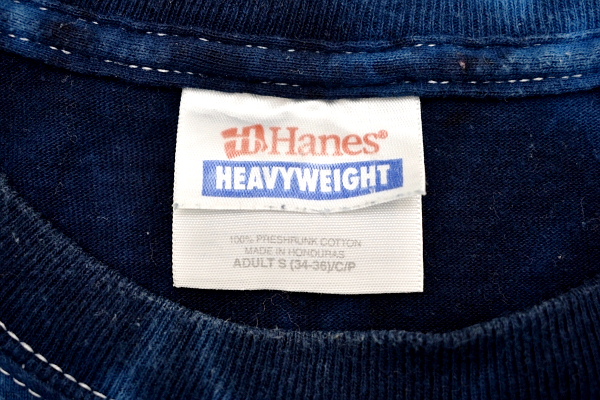 Hanes®
HEAVYWEIGHT
100% PRESHRUNK COTTON
MADE IN HONDURAS
ADULT S (34-36)/C/P